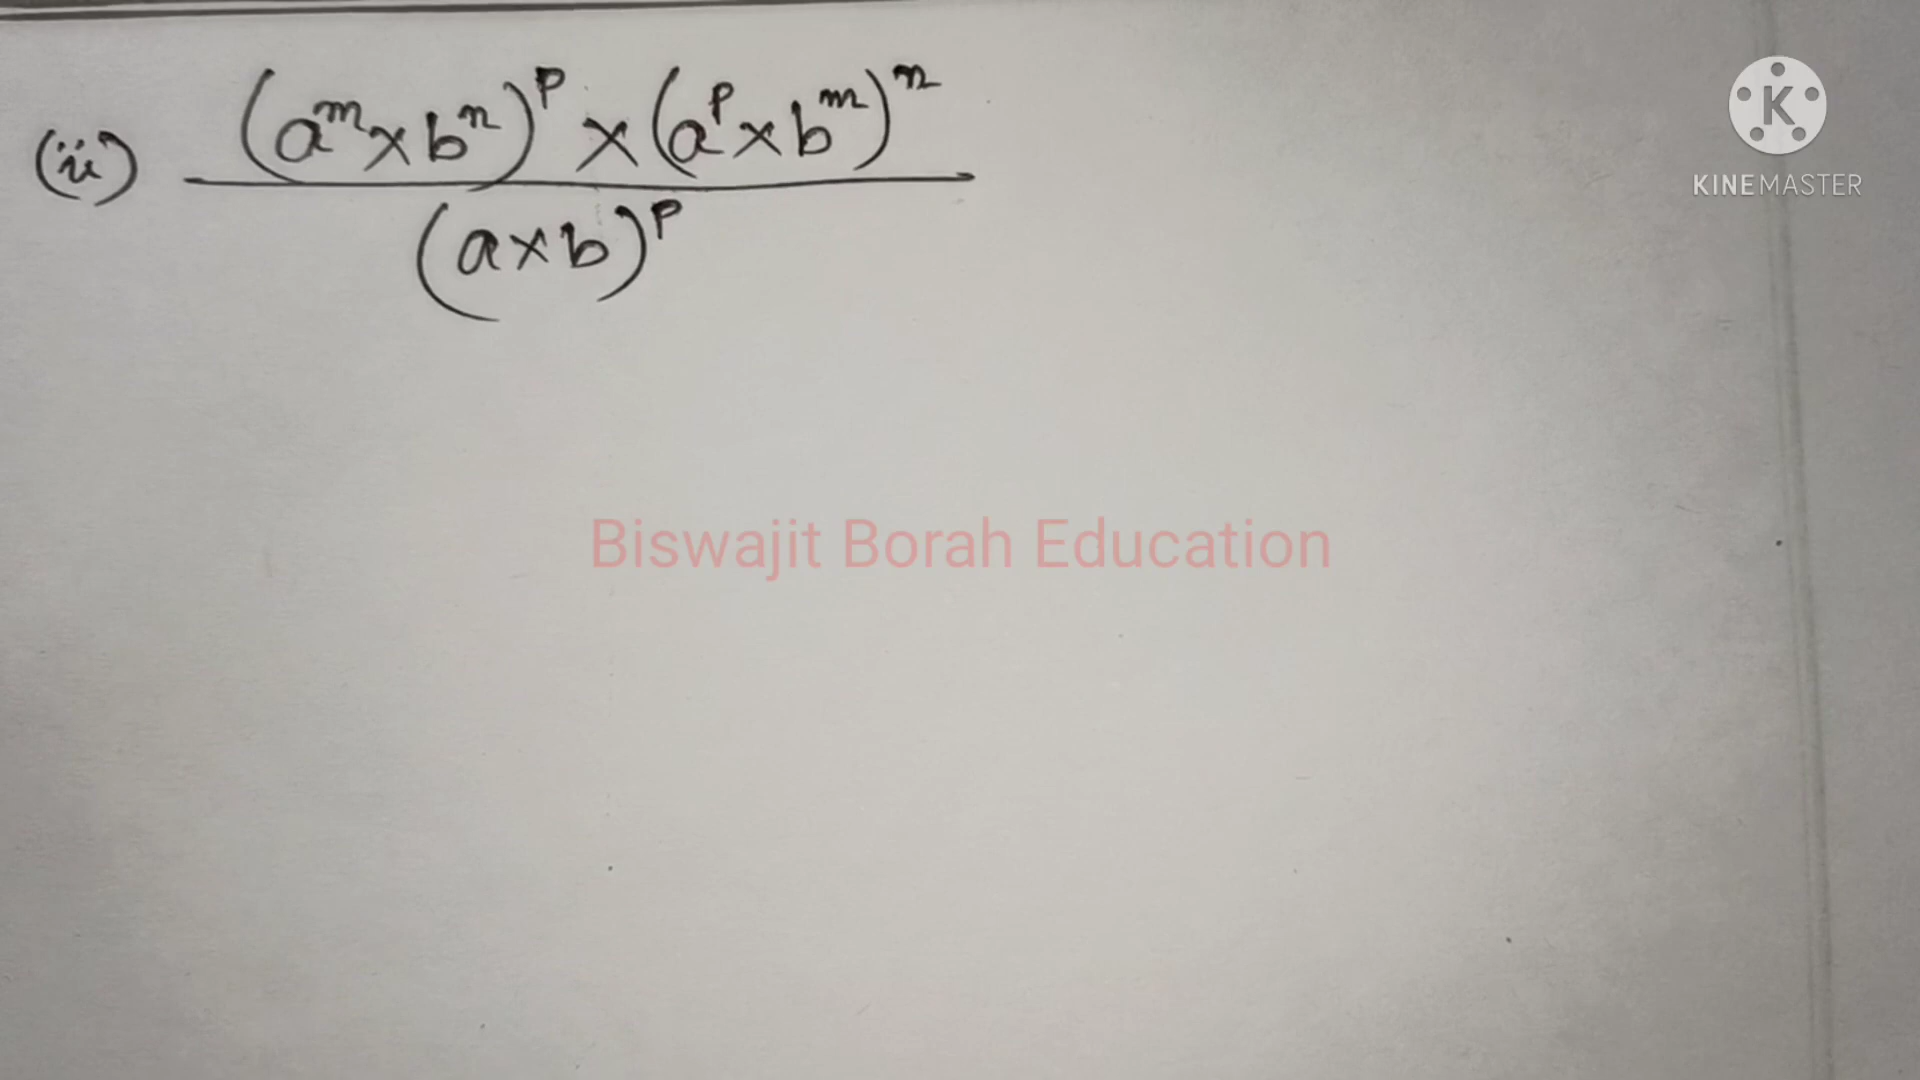 (ii) (a^m × b^n)^p × (a^p × b^m)^n
(a × b)^p
K
KINEMASTER
Biswajit Borah Education